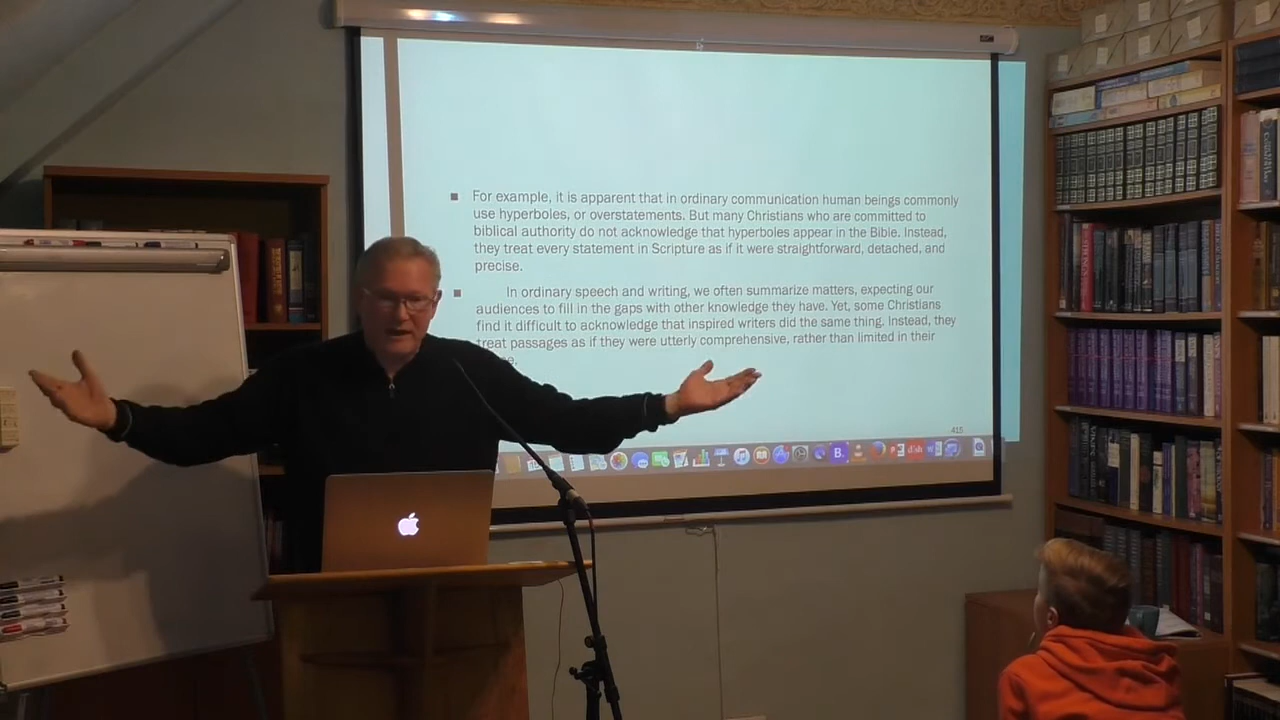 ■ For example, it is apparent that in ordinary communication human beings commonly
use hyperboles, or overstatements. But many Christians who are committed to
biblical authority do not acknowledge that hyperboles appear in the Bible. Instead,
they treat every statement in Scripture as if it were straightforward, detached, and
precise.
■ In ordinary speech and writing, we often summarize matters, expecting our
audiences to fill in the gaps with other knowledge they have. Yet, some Christians
find it difficult to acknowledge that inspired writers did the same thing. Instead, they
treat passages as if they were utterly comprehensive, rather than limited in their
415
B.
dish